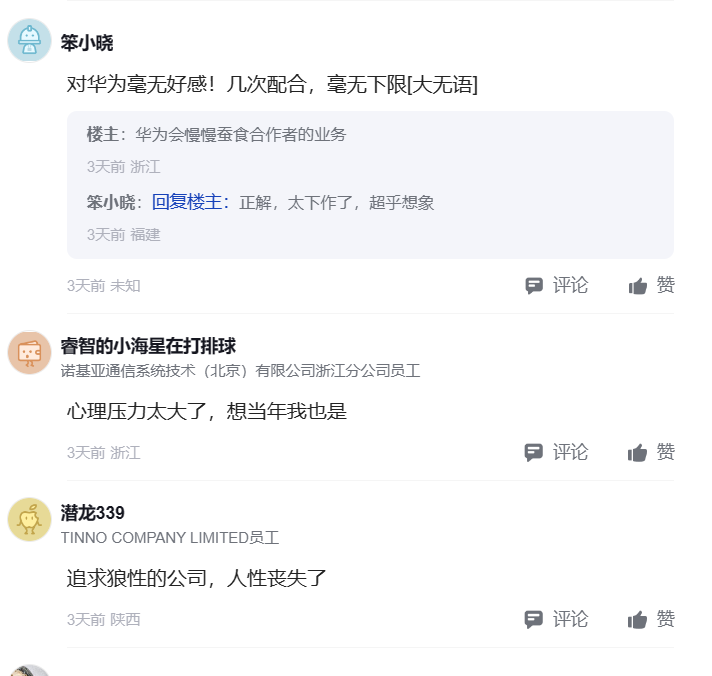 笨小晓
对华为毫无好感！几次配合，毫无下限[大无语]
楼主：华为会慢慢蚕食合作者的业务
3天前 浙江
笨小晓：回复楼主：正解，太下作了，超乎想象
3天前 福建
3天前 未知 评论 赞
睿智的小海星在打排球
诺基亚通信系统技术（北京）有限公司浙江分公司员工
心理压力太大了，想当年我也是
3天前 浙江 评论 赞
潜龙339
TINNO COMPANY LIMITED员工
追求狼性的公司，人性丧失了
3天前 陕西 评论 赞